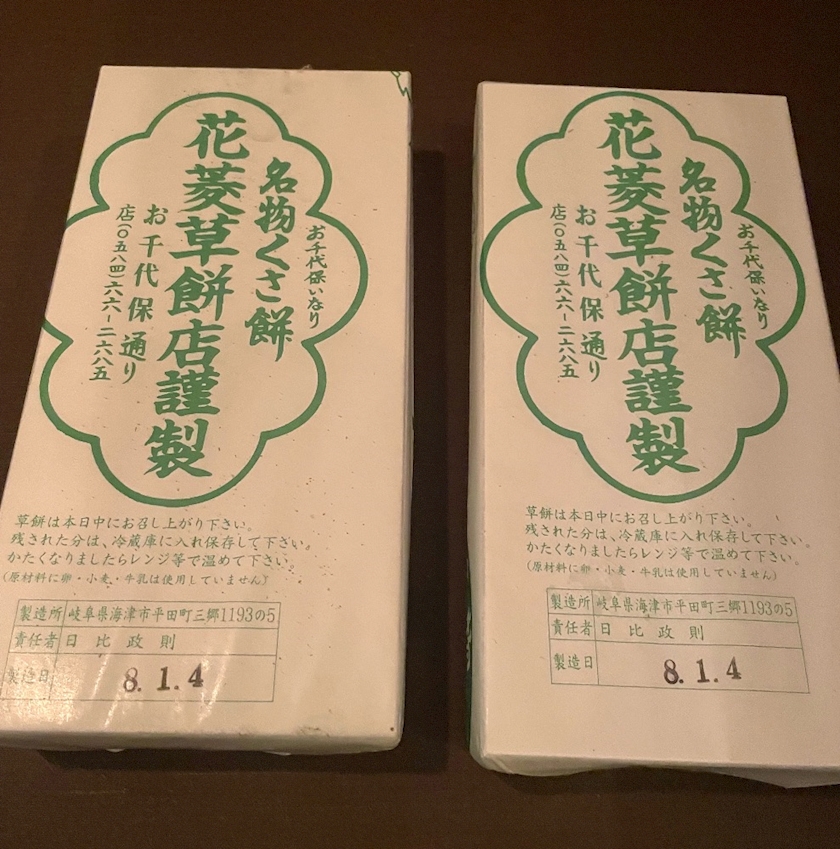 お千代保いなり
名物くさ餅
花菱草餅店謹製
お千代保通り
店(〇五八四)六六ー二六八五
草餅は本日中にお召し上がり下さい。
残された分は、冷蔵庫に入れ保存して下さい。
かたくなりましたらレンジ等で温めて下さい。
(原材料に卵・小麦・牛乳は使用していません)
製造所 岐阜県海津市平田町三郷1193の5
責任者 日比政則
製造日 8.1.4
お千代保いなり
名物くさ餅
花菱草餅店謹製
お千代保通り
店(〇五八四)六六ー二六八五
草餅は本日中にお召し上がり下さい。
残された分は、冷蔵庫に入れ保存して下さい。
かたくなりましたらレンジ等で温めて下さい。
(原材料に卵・小麦・牛乳は使用していません)
製造所 岐阜県海津市平田町三郷1193の5
責任者 日比政則
製造日 8.1.4